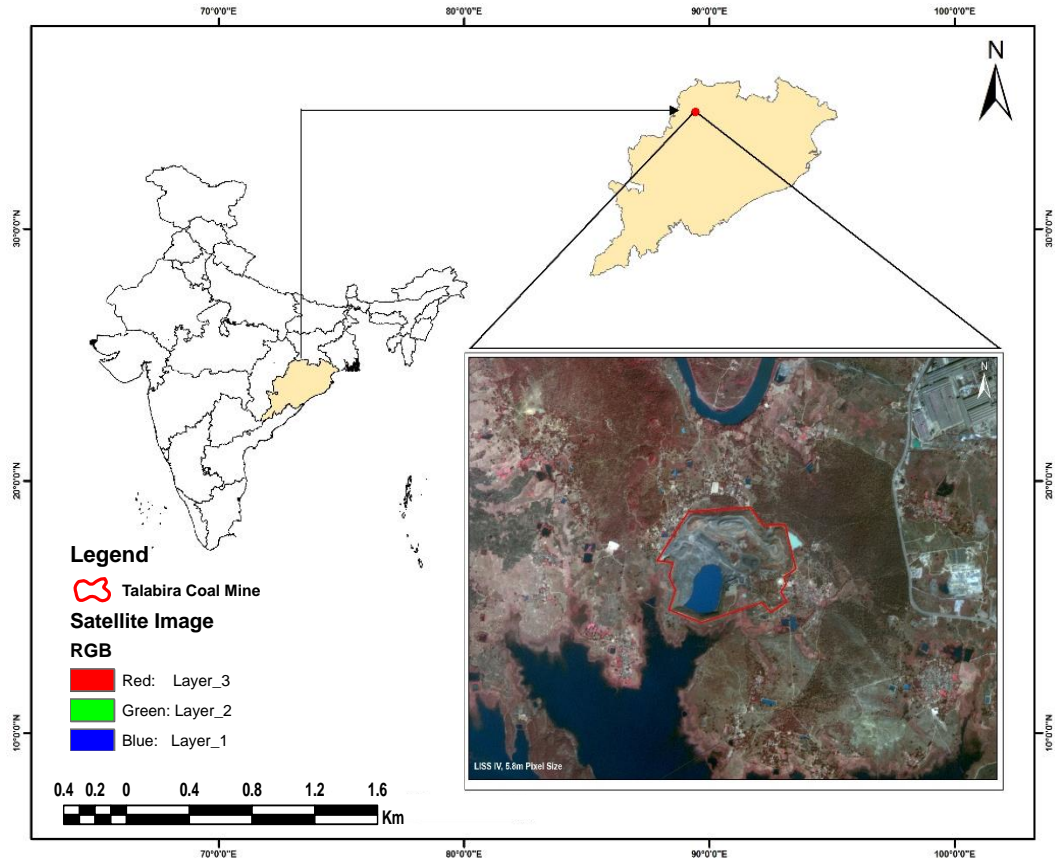 70°0'0"E 80°0'0"E 90°0'0"E 100°0'0"E
N
30°0'0"N 30°0'0"N
N
20°0'0"N 20°0'0"N
Legend
Talabira Coal Mine
Satellite Image
RGB
Red: Layer_3
Green: Layer_2
Blue: Layer_1
10°0'0"N 10°0'0"N
LISS IV, 5.8m Pixel Size
0.4 0.2 0 0.4 0.8 1.2 1.6
Km
70°0'0"E 80°0'0"E 90°0'0"E 100°0'0"E